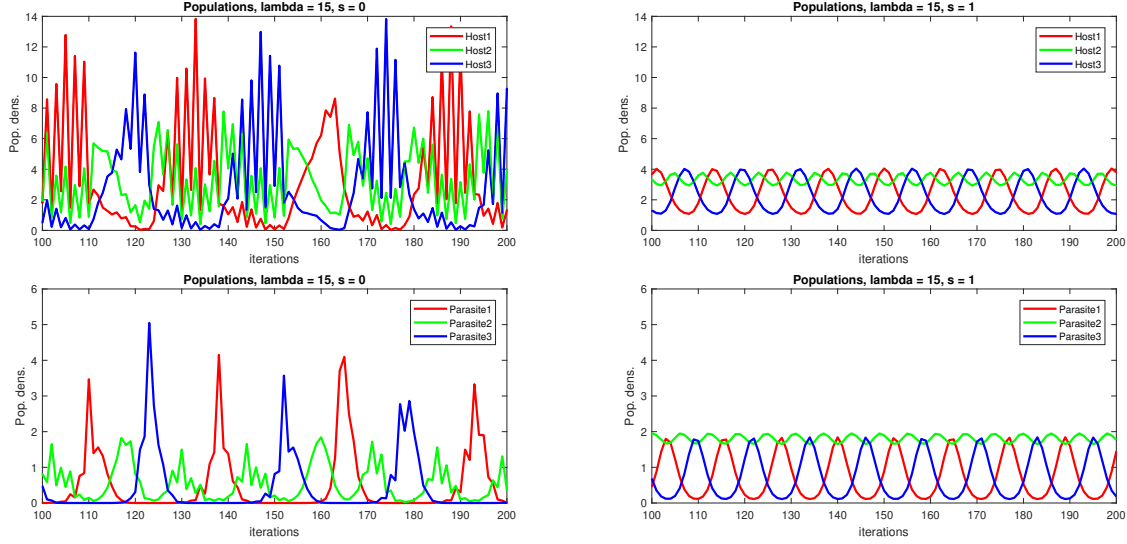 Populations, lambda = 15, s = 0
14
12
10
8
6
4
2
0
Pop. dens.
Host1
Host2
Host3
100 110 120 130 140 150 160 170 180 190 200
iterations
Populations, lambda = 15, s = 1
14
12
10
8
6
4
2
0
Pop. dens.
Host1
Host2
Host3
100 110 120 130 140 150 160 170 180 190 200
iterations
Populations, lambda = 15, s = 0
6
5
4
3
2
1
0
Pop. dens.
Parasite1
Parasite2
Parasite3
100 110 120 130 140 150 160 170 180 190 200
iterations
Populations, lambda = 15, s = 1
6
5
4
3
2
1
0
Pop. dens.
Parasite1
Parasite2
Parasite3
100 110 120 130 140 150 160 170 180 190 200
iterations